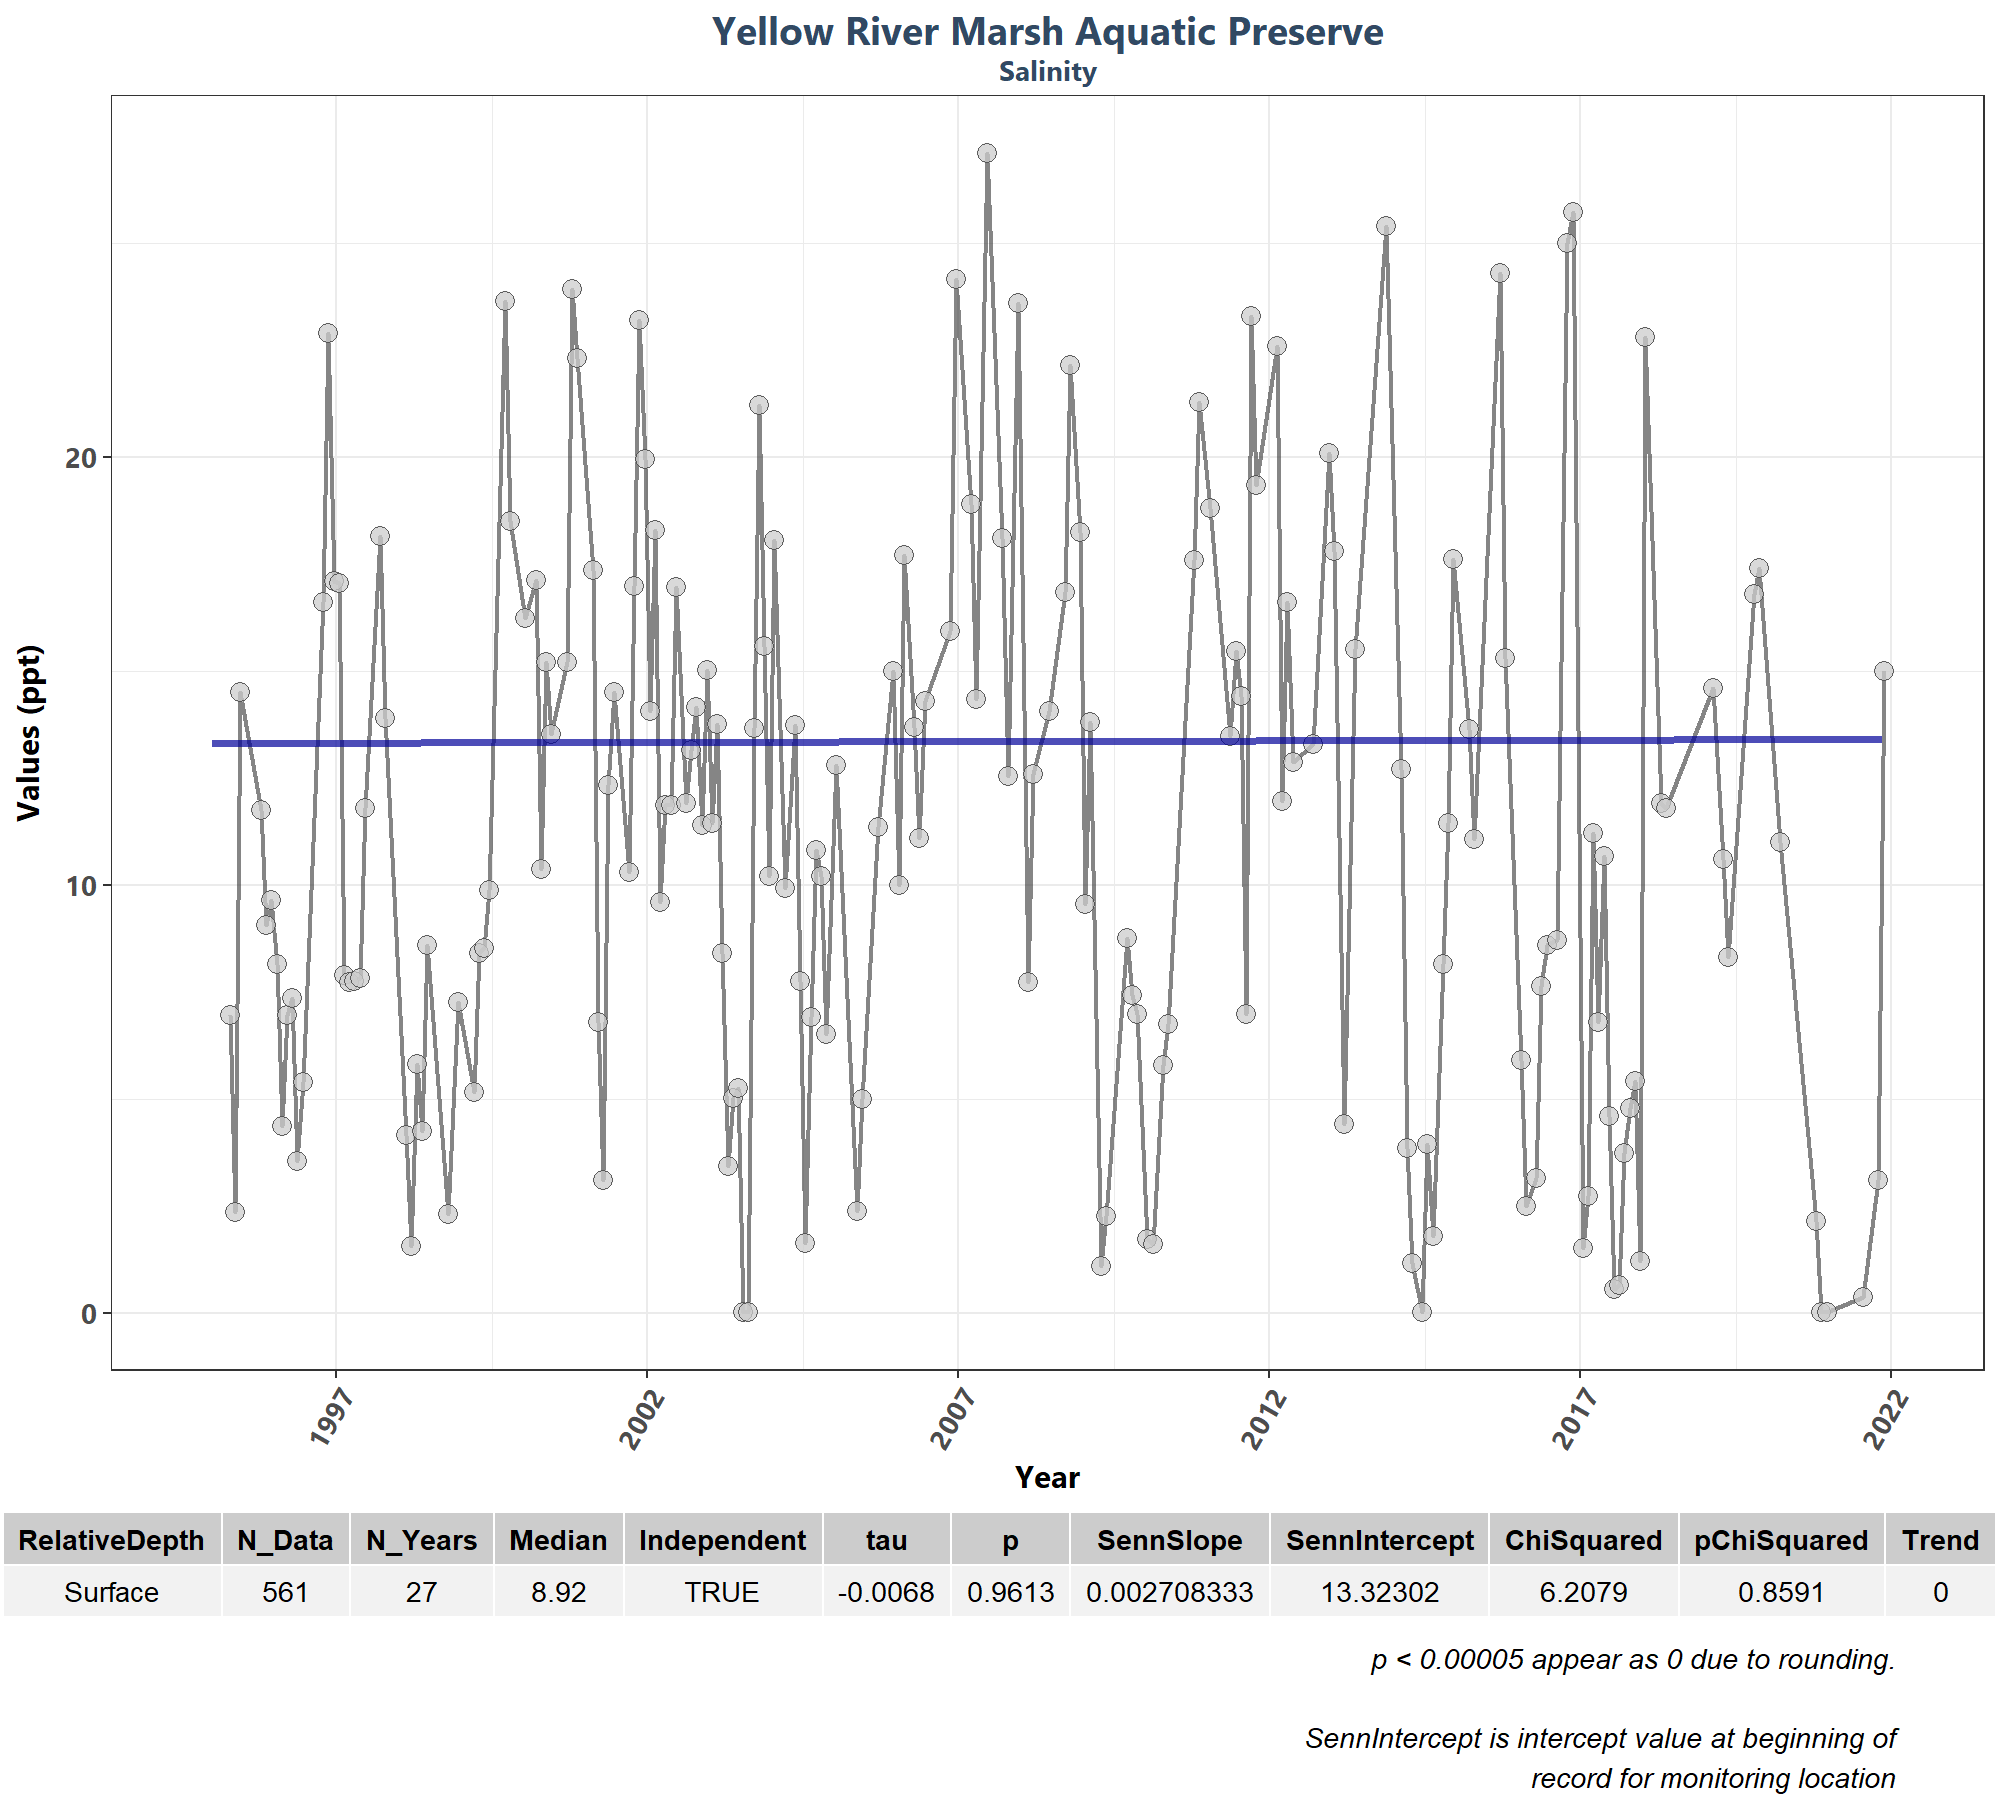 Yellow River Marsh Aquatic Preserve
Salinity
Values (ppt)
20
10
0
1997
2002
2007
2012
2017
2022
Year
RelativeDepth N_Data N_Years Median Independent tau p SennSlope SennIntercept ChiSquared pChiSquared Trend
Surface 561 27 8.92 TRUE -0.0068 0.9613 0.002708333 13.32302 6.2079 0.8591 0
p < 0.00005 appear as 0 due to rounding.
SennIntercept is intercept value at beginning of
record for monitoring location